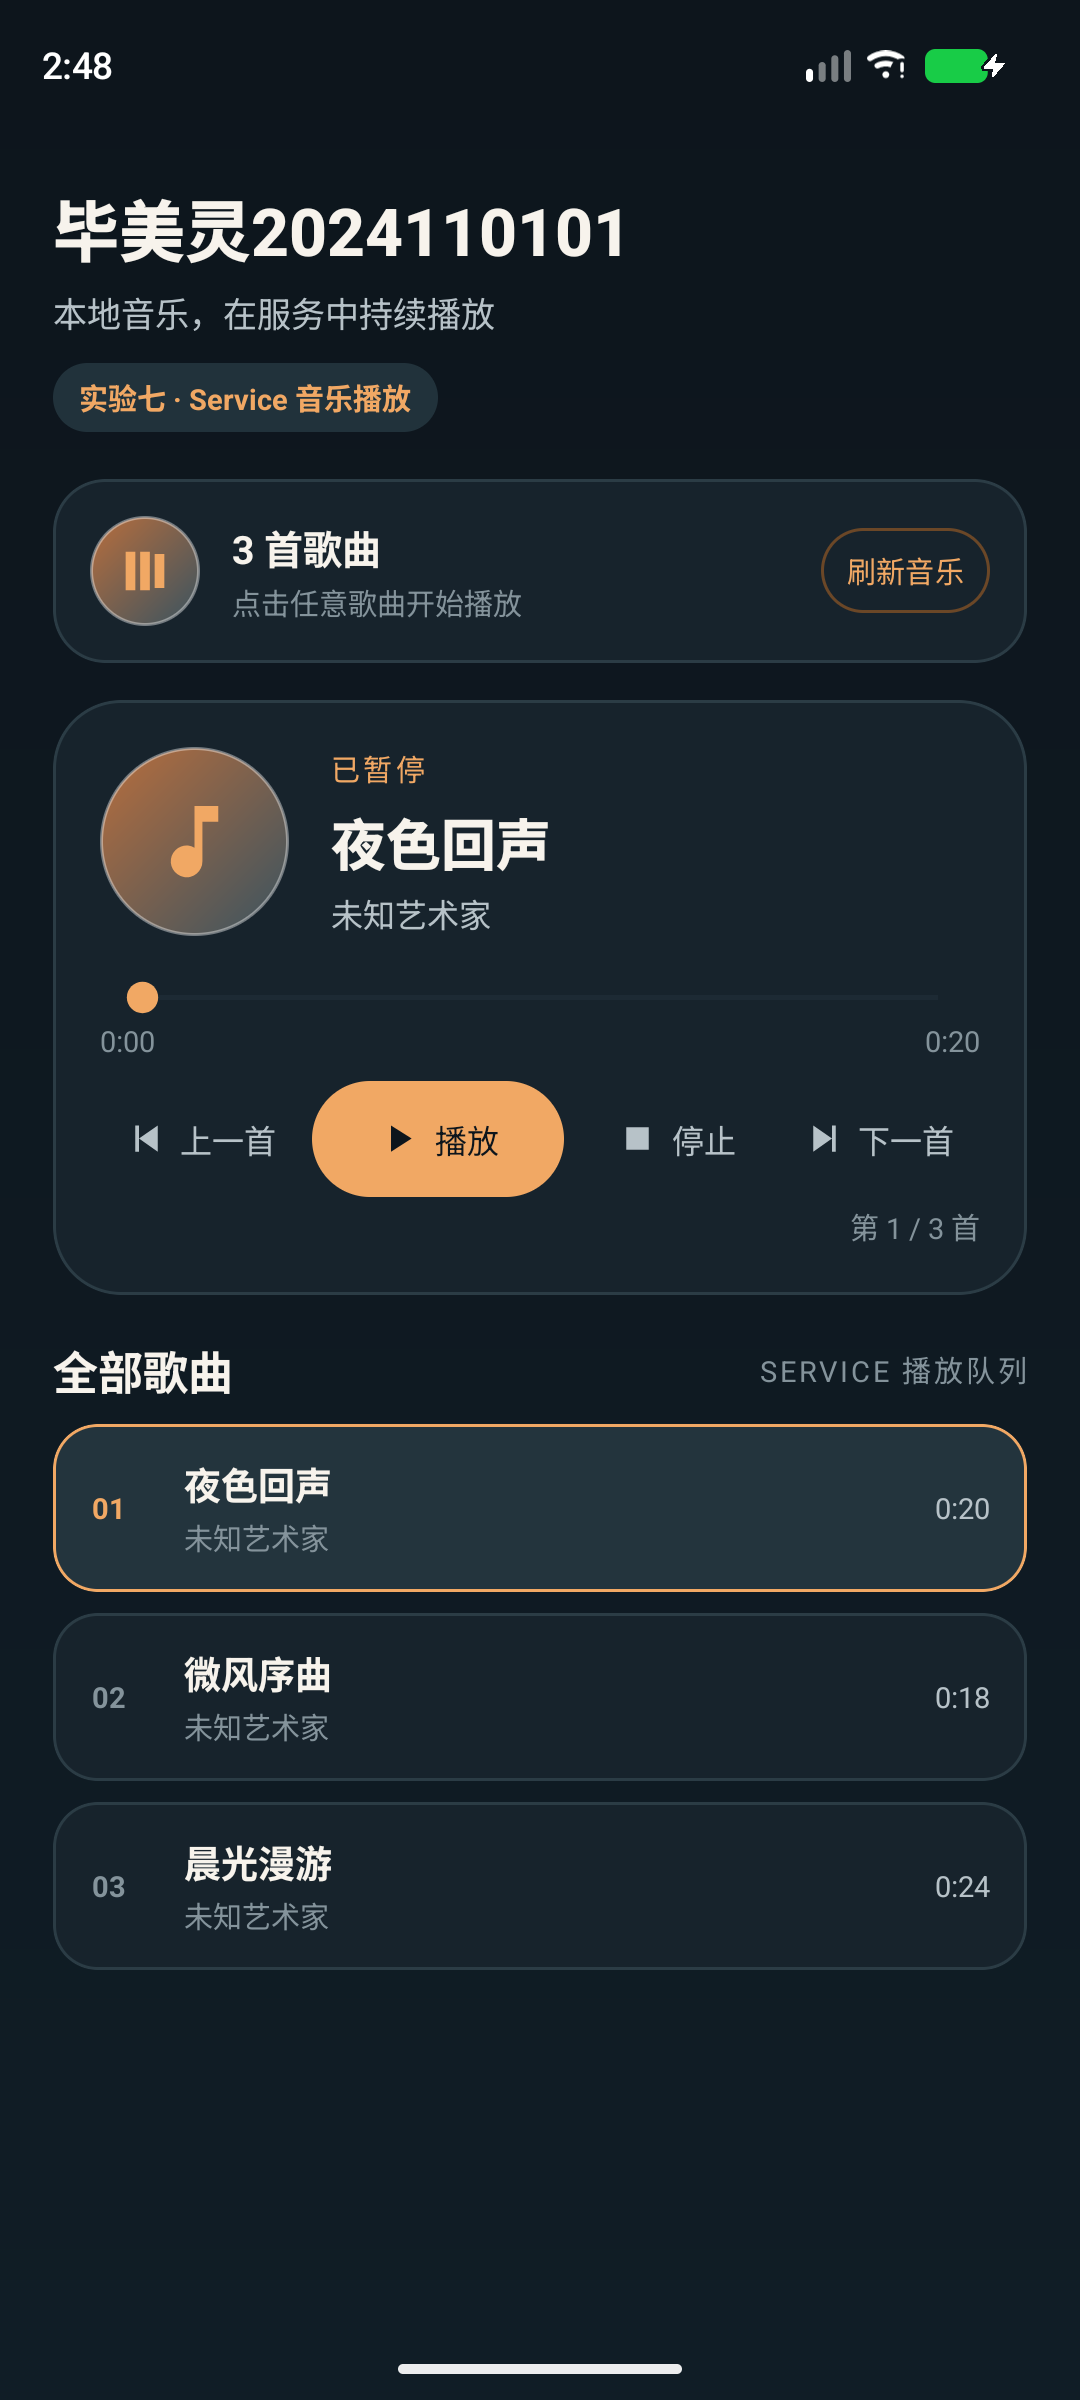 2:48
毕美灵2024110101
本地音乐，在服务中持续播放
实验七 · Service 音乐播放
3 首歌曲
点击任意歌曲开始播放
刷新音乐
已暂停
夜色回声
未知艺术家
0:00
0:20
上一首
播放
停止
下一首
第 1 / 3 首
全部歌曲
SERVICE 播放队列
01
夜色回声
未知艺术家
0:20
02
微风序曲
未知艺术家
0:18
03
晨光漫游
未知艺术家
0:24